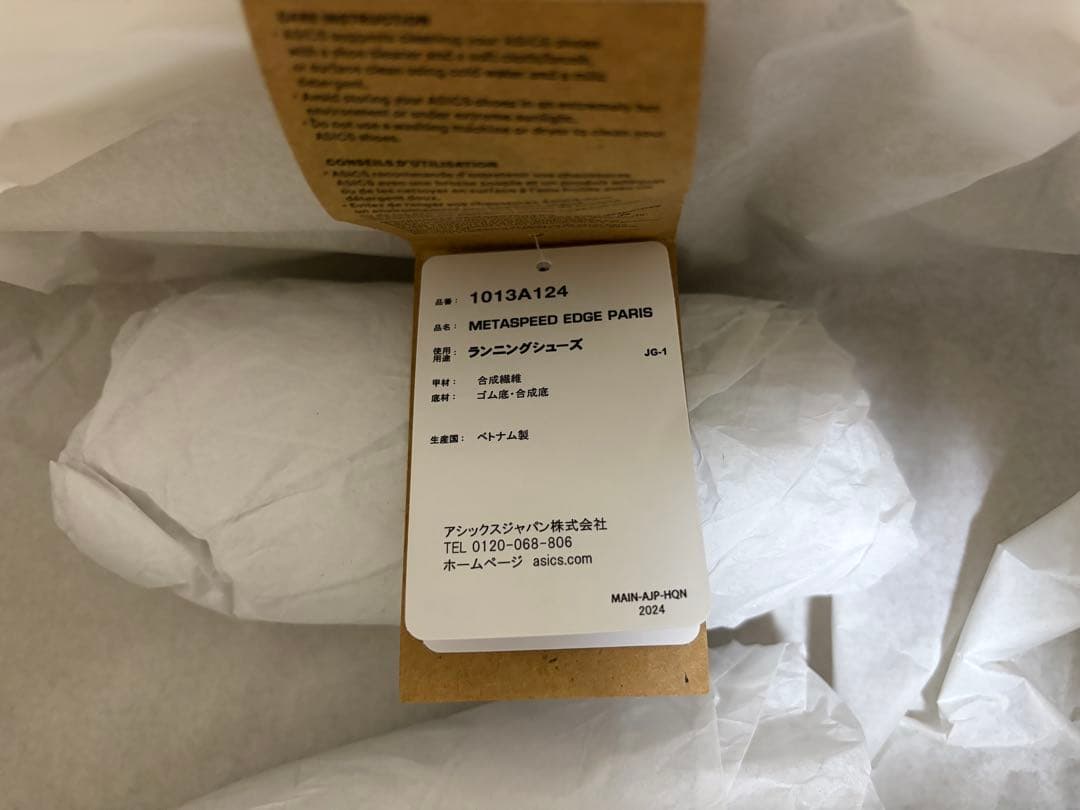 CARE INSTRUCTION
with a shoe cleaner and a soft cloth/brush,
or surface clean using cold water and a mild
detergent.
• Avoid storing your ASICS shoes in an extremely hot
environment or under extreme sunlight.
• Do not use a washing machine or dryer to clean your
ASICS shoes.
CONSEILS D'UTILISATION
détergent doux.
品番： 1013A124
品名： METASPEED EDGE PARIS
使用用途： ランニングシューズ
JG-1
甲材： 合成繊維
底材： ゴム底・合成底
生産国： ベトナム製
アシックスジャパン株式会社
TEL 0120-068-806
ホームページ asics.com
MAIN-AJP-HQN
2024